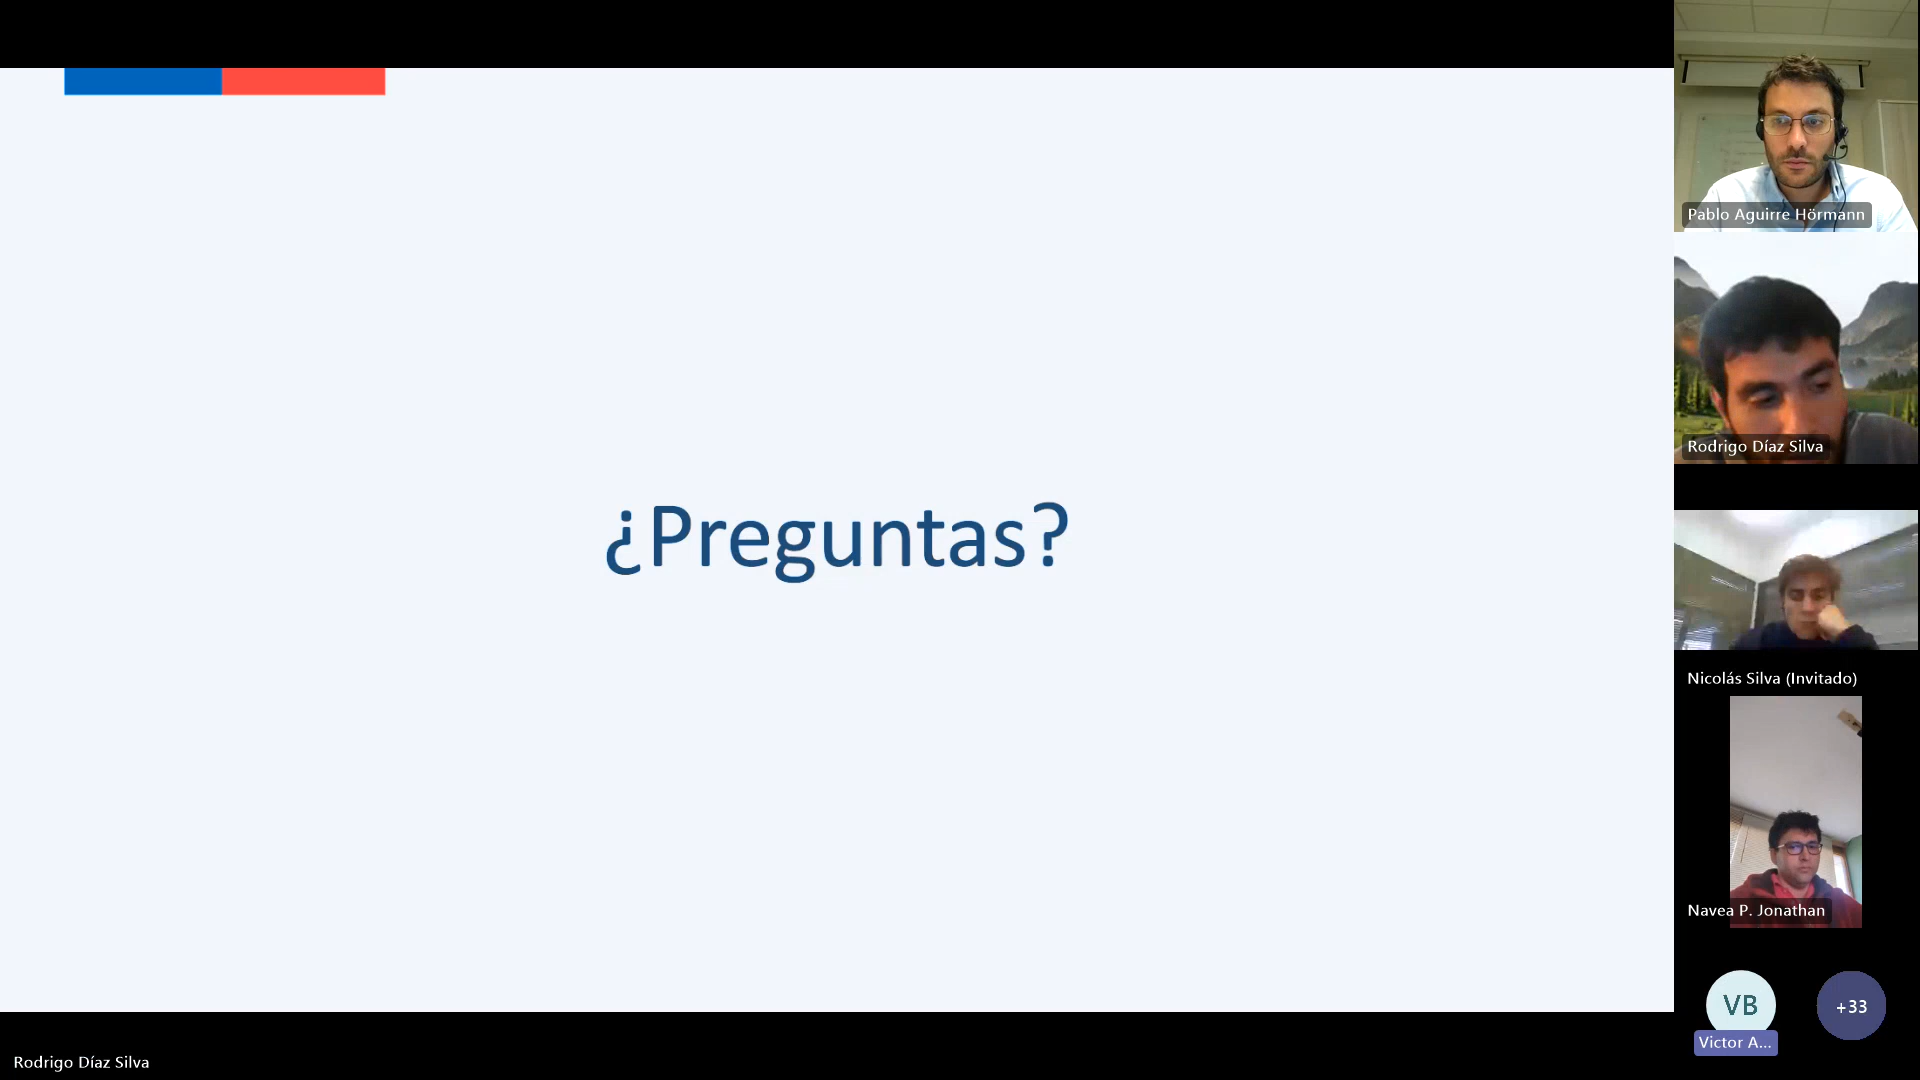 ¿Preguntas?
Pablo Aguirre Hörmann
Rodrigo Díaz Silva
Nicolás Silva (Invitado)
Navea P. Jonathan
VB
+33
Victor A...
Rodrigo Díaz Silva